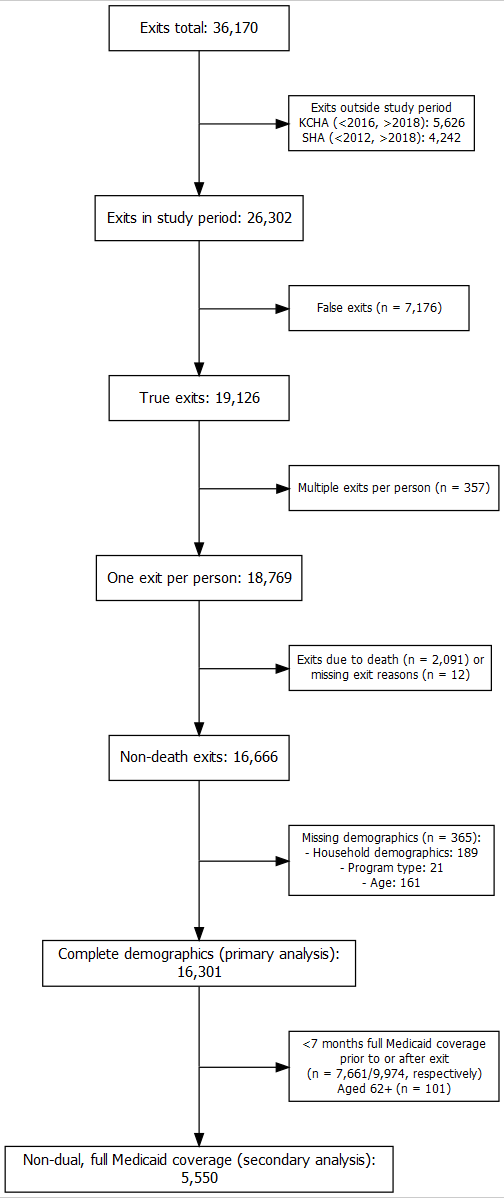 Exits total: 36,170
Exits outside study period
KCHA (<2016, >2018): 5,626
SHA (<2012, >2018): 4,242
Exits in study period: 26,302
False exits (n = 7,176)
True exits: 19,126
Multiple exits per person (n = 357)
One exit per person: 18,769
Exits due to death (n = 2,091) or
missing exit reasons (n = 12)
Non-death exits: 16,666
Missing demographics (n = 365):
- Household demographics: 189
- Program type: 21
- Age: 161
Complete demographics (primary analysis):
16,301
<7 months full Medicaid coverage
prior to or after exit
(n = 7,661/9,974, respectively)
Aged 62+ (n = 101)
Non-dual, full Medicaid coverage (secondary analysis):
5,550